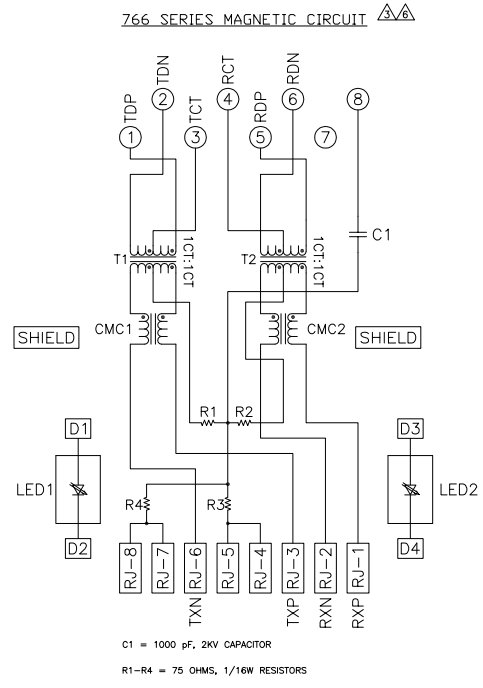 766 SERIES MAGNETIC CIRCUIT 3 6
TDP TDN TCT RCT RDP RDN
1 2 3 4 5 6 7 8
C1
T1 1CT:1CT T2 1CT:1CT
CMC1 CMC2
SHIELD SHIELD
R1 R2
D1 D3
LED1 LED2
R4 R3
D2 D4
RJ-8 RJ-7 RJ-6 RJ-5 RJ-4 RJ-3 RJ-2 RJ-1
TXN TXP RXN RXP
C1 = 1000 pF, 2KV CAPACITOR
R1-R4 = 75 OHMS, 1/16W RESISTORS